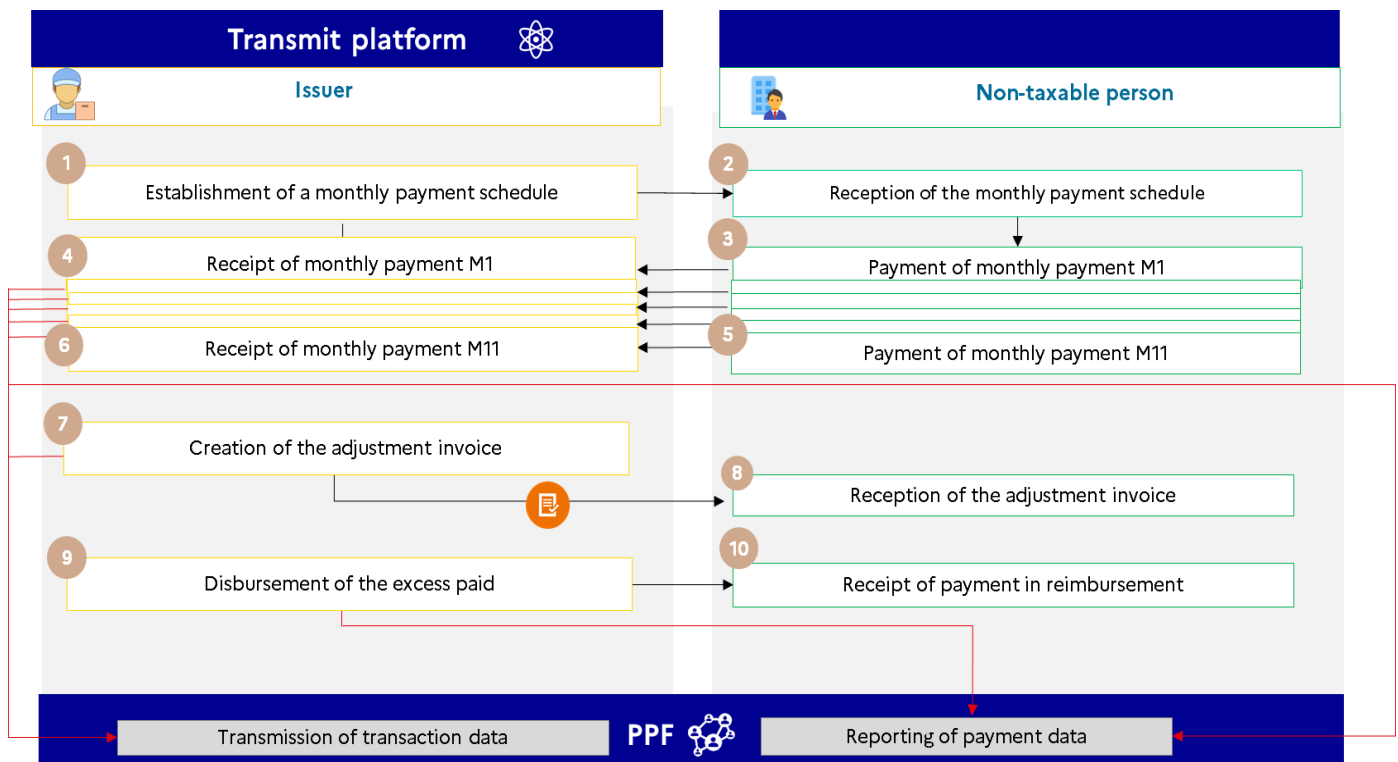 Transmit platform
Issuer
Non-taxable person
1
Establishment of a monthly payment schedule
2
Reception of the monthly payment schedule
4
Receipt of monthly payment M1
3
Payment of monthly payment M1
6
Receipt of monthly payment M11
5
Payment of monthly payment M11
7
Creation of the adjustment invoice
8
Reception of the adjustment invoice
9
Disbursement of the excess paid
10
Receipt of payment in reimbursement
Transmission of transaction data
PPF
Reporting of payment data